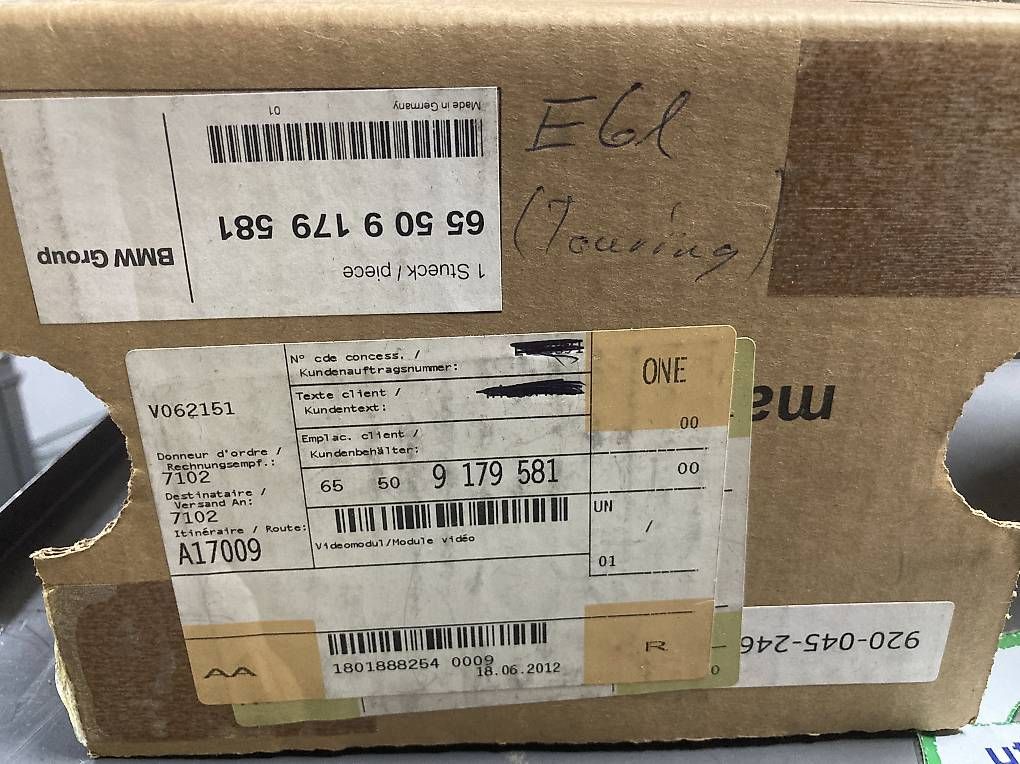 Made in Germany
01
65 50 9 179 581
1 Stueck / piece
BMW Group
E61
(Touring)
N° cde concess. /
Kundenauftragsnummer:
Texte client /
Kundentext:
Emplac. client /
Kundenbehälter:
65 50 9 179 581
Videomodul/Module vidéo
V062151
Donneur d'ordre /
Rechnungsempf.:
7102
Destinataire /
Versand An:
7102
Itinéraire / Route:
A17009
ONE
00
00
UN
/
01
AA
1801888254 0009
18.06.2012
R
920-045-246